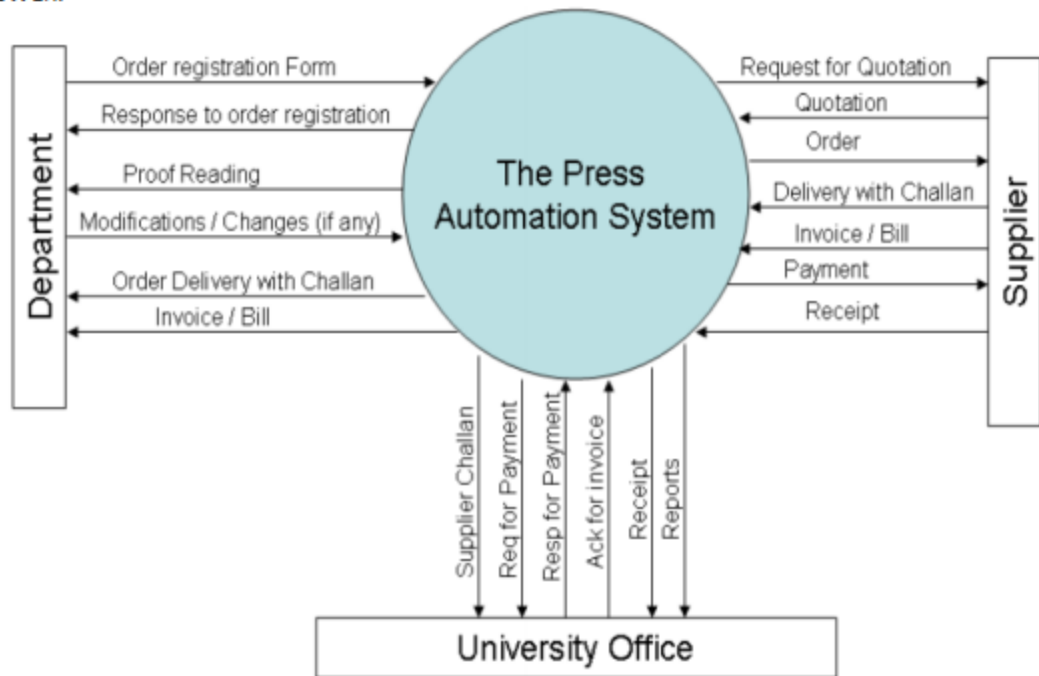 Order registration Form
Response to order registration
Proof Reading
Modifications / Changes (if any)
Order Delivery with Challan
Invoice / Bill
Department
The Press
Automation System
Request for Quotation
Quotation
Order
Delivery with Challan
Invoice / Bill
Payment
Receipt
Supplier
Supplier Challan
Req for Payment
Resp for Payment
Ack for invoice
Receipt
Reports
University Office